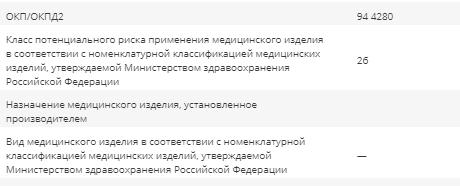 ОКП/ОКПД2 94 4280
Класс потенциального риска применения медицинского изделия
в соответствии с номенклатурной классификацией медицинских
изделий, утверждаемой Министерством здравоохранения 2б
Российской Федерации
Назначение медицинского изделия, установленное
производителем
Вид медицинского изделия в соответствии с номенклатурной
классификацией медицинских изделий, утверждаемой —
Министерством здравоохранения Российской Федерации